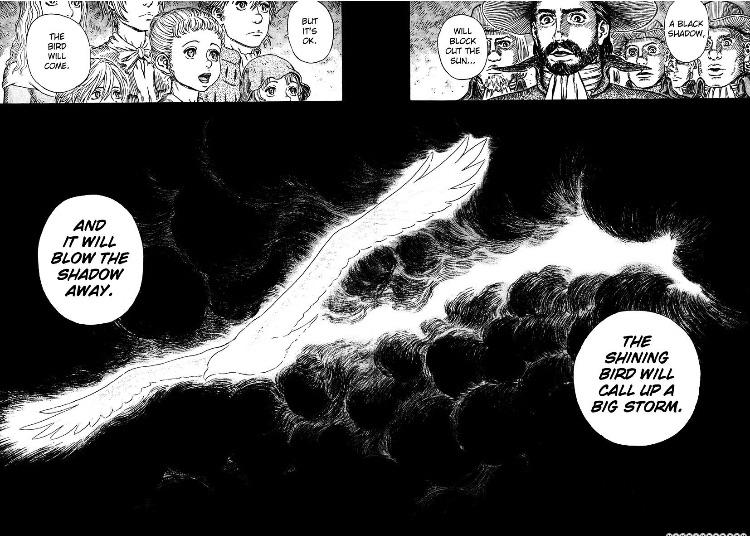 A BLACK
SHADOW,
WILL
BLOCK
OUT THE
SUN...
BUT
IT'S
OK.
THE
BIRD
WILL
COME.
THE
SHINING
BIRD WILL
CALL UP A
BIG STORM.
AND
IT WILL
BLOW THE
SHADOW
AWAY.